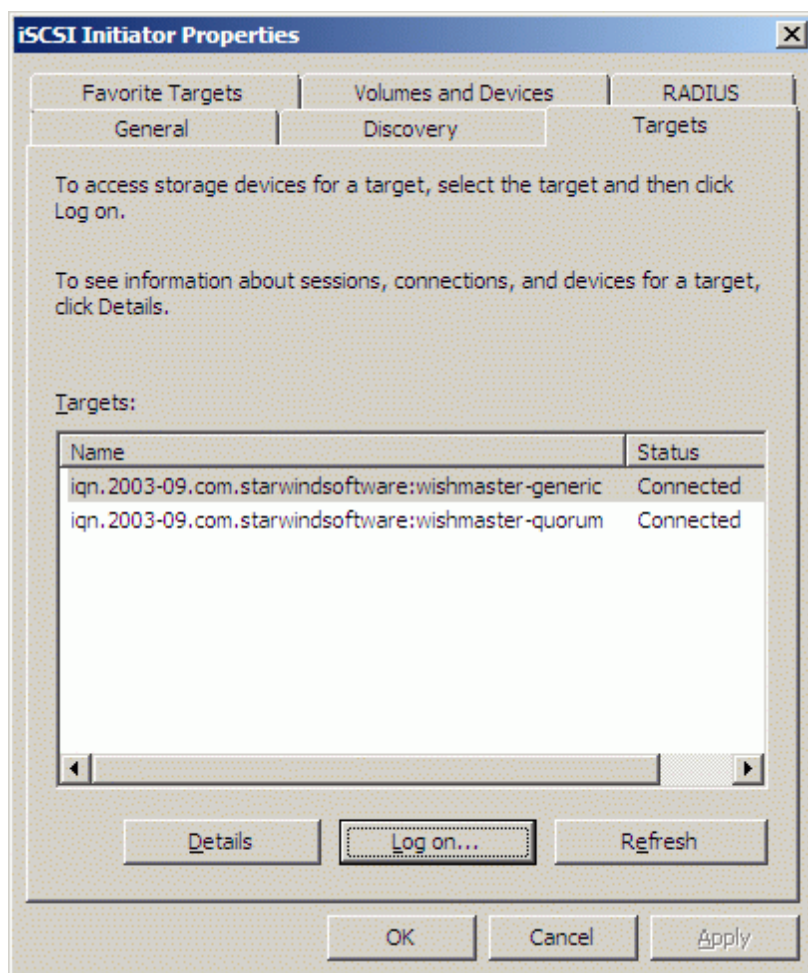 iSCSI Initiator Properties
Favorite Targets Volumes and Devices RADIUS
General Discovery Targets
To access storage devices for a target, select the target and then click
Log on.
To see information about sessions, connections, and devices for a target,
click Details.
Targets:
Name Status
iqn.2003-09.com.starwindsoftware:wishmaster-generic Connected
iqn.2003-09.com.starwindsoftware:wishmaster-quorum Connected
Details Log on... Refresh
OK Cancel Apply